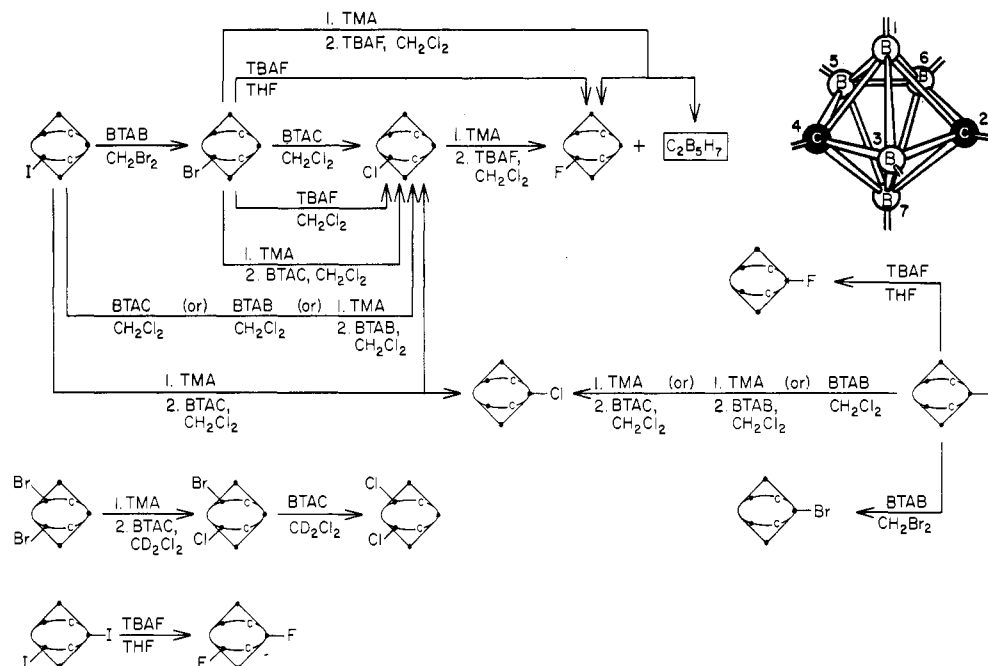 1. TMA
2. TBAF, CH2Cl2
TBAF
THF
I
C
C
BTAB
CH2Br2
Br
C
C
BTAC
CH2Cl2
Cl
C
C
1. TMA
2. TBAF,
CH2Cl2
F
C
C
+
C2B5H7
TBAF
CH2Cl2
1. TMA
2. BTAC, CH2Cl2
BTAC (or) BTAB (or) 1. TMA
CH2Cl2 CH2Cl2 2. BTAB,
CH2Cl2
1. TMA
2. BTAC,
CH2Cl2
1
B
5
B
6
B
4
C
3
B
2
C
B
7
C
C
F
TBAF
THF
C
C
Cl
1. TMA (or) 1. TMA (or) BTAB
2. BTAC, 2. BTAB, CH2Cl2
CH2Cl2 CH2Cl2
C
C
C
C
Br
BTAB
CH2Br2
Br
Br
C
C
1. TMA
2. BTAC,
CD2Cl2
Br
Cl
C
C
BTAC
CD2Cl2
Cl
Cl
C
C
I
I
C
C
TBAF
THF
F
F
C
C